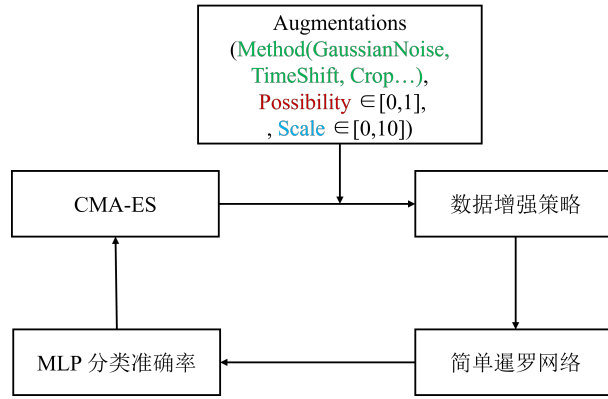 Augmentations
(Method(GaussianNoise,
TimeShift, Crop…),
Possibility ∈[0,1],
, Scale ∈[0,10])
CMA-ES
数据增强策略
MLP 分类准确率
简单暹罗网络